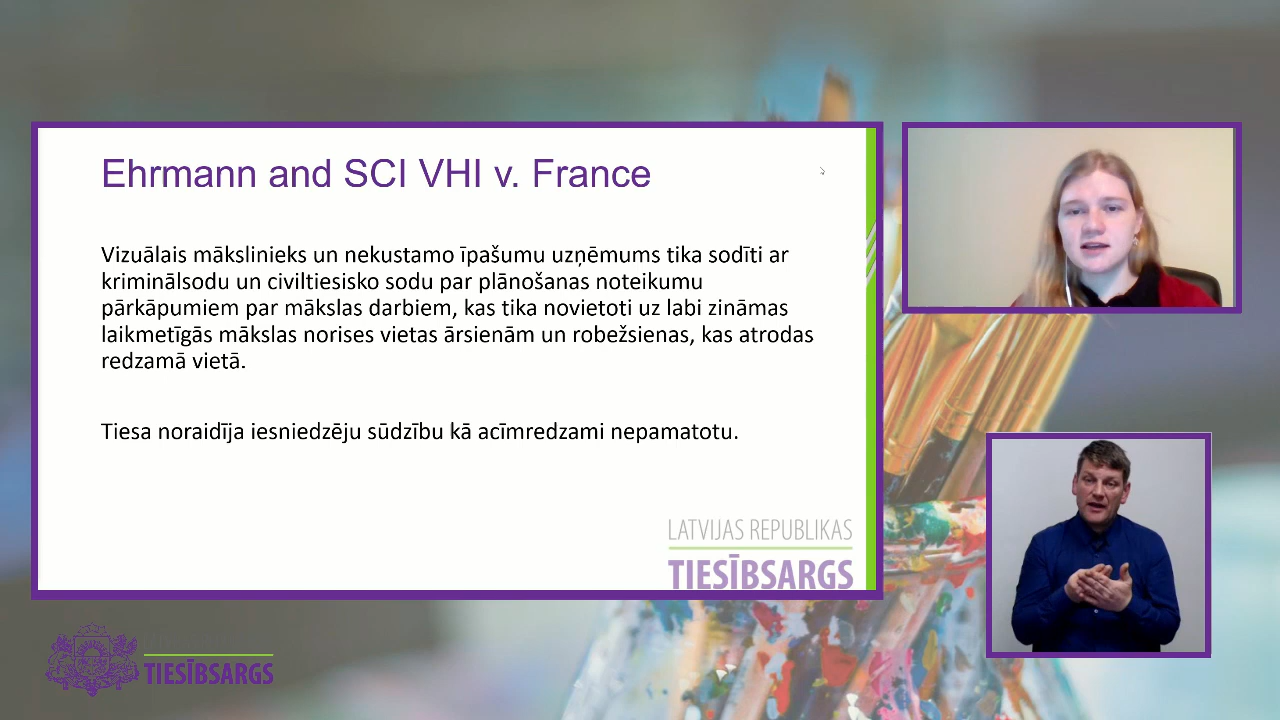 Ehrmann and SCI VHI v. France
Vizuālais mākslinieks un nekustamo īpašumu uzņēmums tika sodīti ar
kriminālsodu un civiltiesisko sodu par plānošanas noteikumu
pārkāpumiem par mākslas darbiem, kas tika novietoti uz labi zināmas
laikmetīgās mākslas norises vietas ārsienām un robežsienas, kas atrodas
redzamā vietā.
Tiesa noraidīja iesniedzēju sūdzību kā acīmredzami nepamatotu.
LATVIJAS REPUBLIKAS
TIESĪBSARGS
TIESĪBSARGS